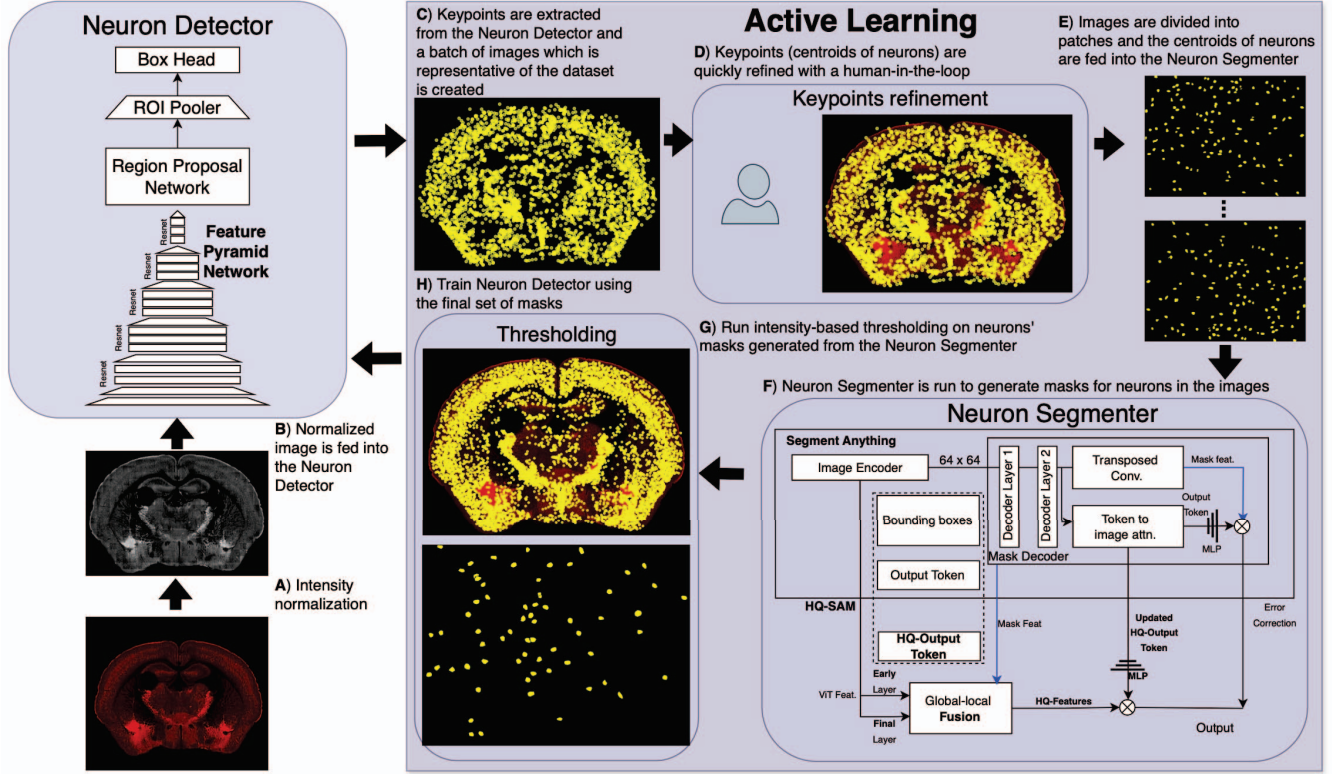 Neuron Detector
Box Head
ROI Pooler
Region Proposal
Network
Feature
Pyramid
Network
Resnet
Resnet
Resnet
Resnet
Resnet
B) Normalized
image is fed into
the Neuron
Detector
A) Intensity
normalization
Active Learning
C) Keypoints are extracted
from the Neuron Detector and
a batch of images which is
representative of the dataset
is created
D) Keypoints (centroids of neurons) are
quickly refined with a human-in-the-loop
Keypoints refinement
E) Images are divided into
patches and the centroids of neurons
are fed into the Neuron Segmenter
H) Train Neuron Detector using
the final set of masks
Thresholding
G) Run intensity-based thresholding on neurons'
masks generated from the Neuron Segmenter
F) Neuron Segmenter is run to generate masks for neurons in the images
Neuron Segmenter
Segment Anything
Image Encoder
64 x 64
Decoder Layer 1
Decoder Layer 2
Transposed
Conv.
Mask feat.
Output
Token
Token to
image attn.
MLP
Bounding boxes
Mask Decoder
Output Token
HQ-SAM
HQ-Output
Token
Mask Feat
Updated
HQ-Output
Token
Error
Correction
MLP
Early
Layer
ViT Feat.
Final
Layer
Global-local
Fusion
HQ-Features
Output